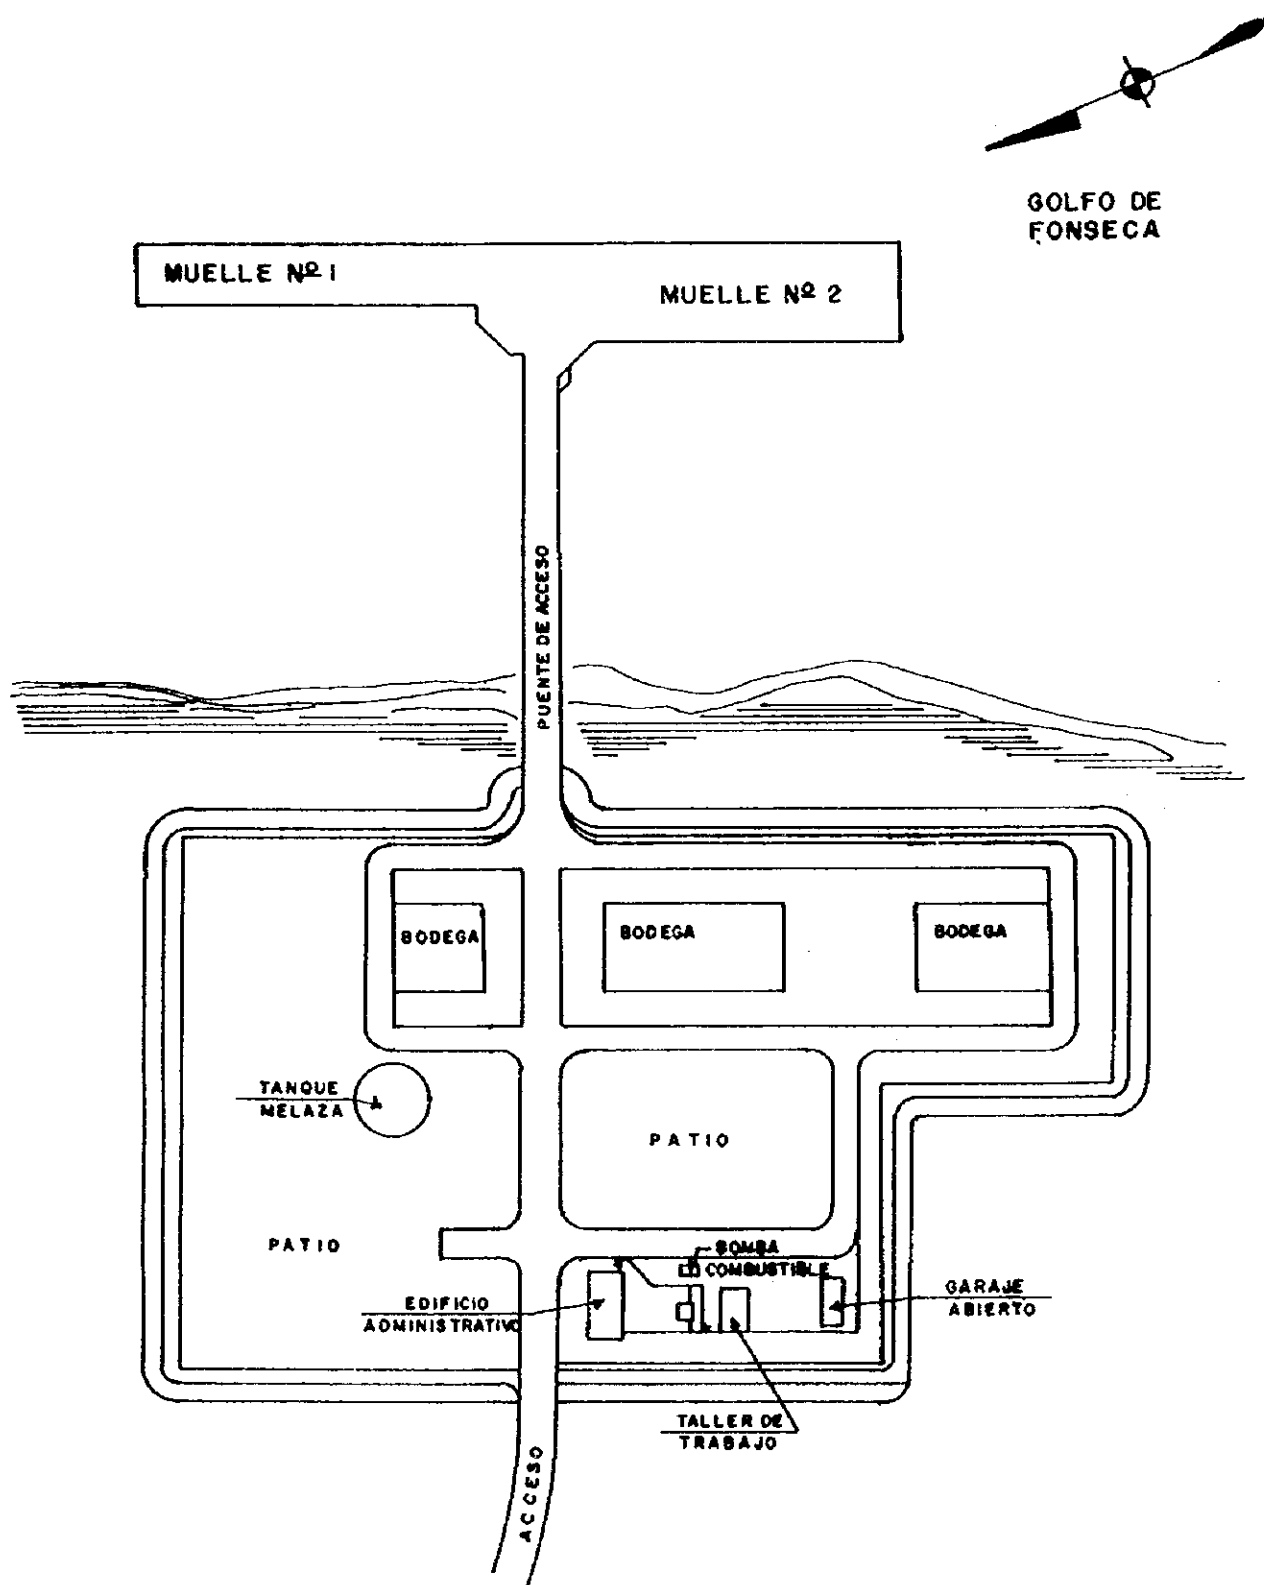 GOLFO DE
FONSECA
MUELLE Nº 1
MUELLE Nº 2
PUENTE DE ACCESO
BODEGA
BODEGA
BODEGA
TANQUE
MELAZA
PATIO
PATIO
BOMBA
COMBUSTIBLE
EDIFICIO
ADMINISTRATIVO
GARAJE
ABIERTO
TALLER DE
TRABAJO
ACCESO